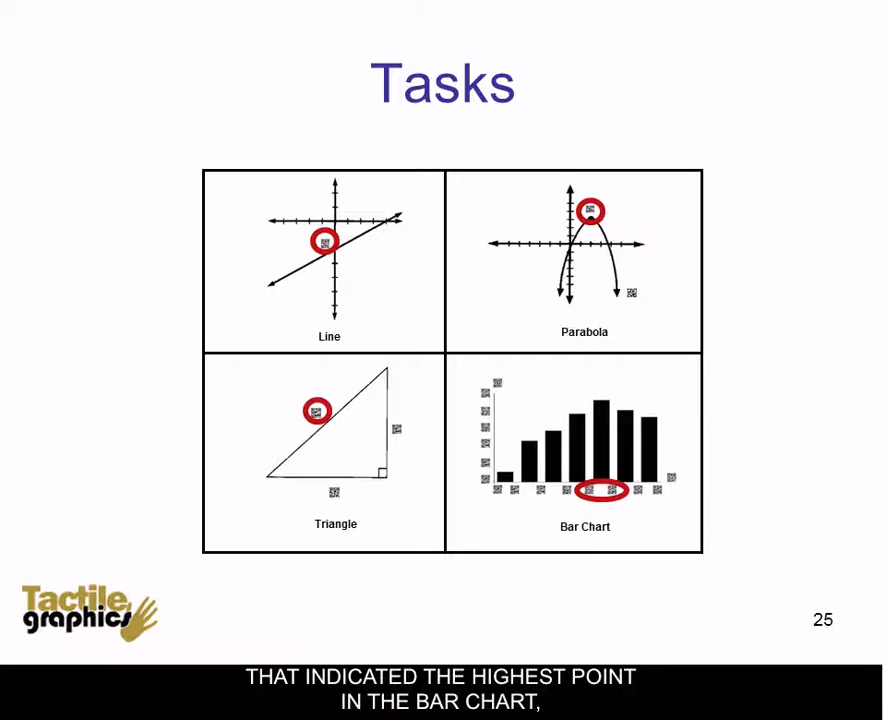 Tasks
Line
Parabola
Triangle
Bar Chart
Tactile
graphics
25
THAT INDICATED THE HIGHEST POINT
IN THE BAR CHART,